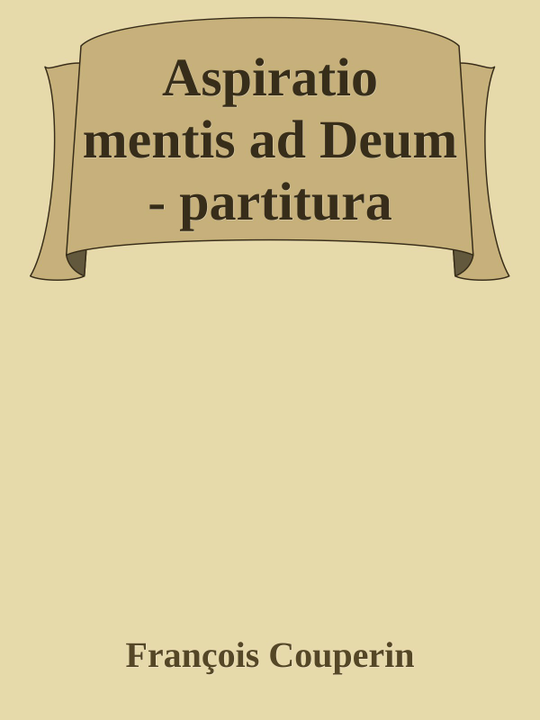 Aspiratio
mentis ad Deum
- partitura
François Couperin